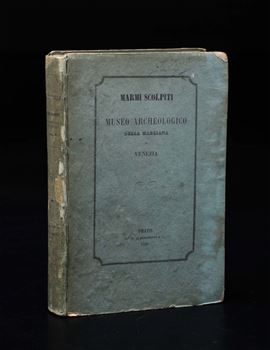 MARMI SCOLPITI
MUSEO ARCHEOLOGICO
DELLA MARCIANA
VENEZIA
PRATO